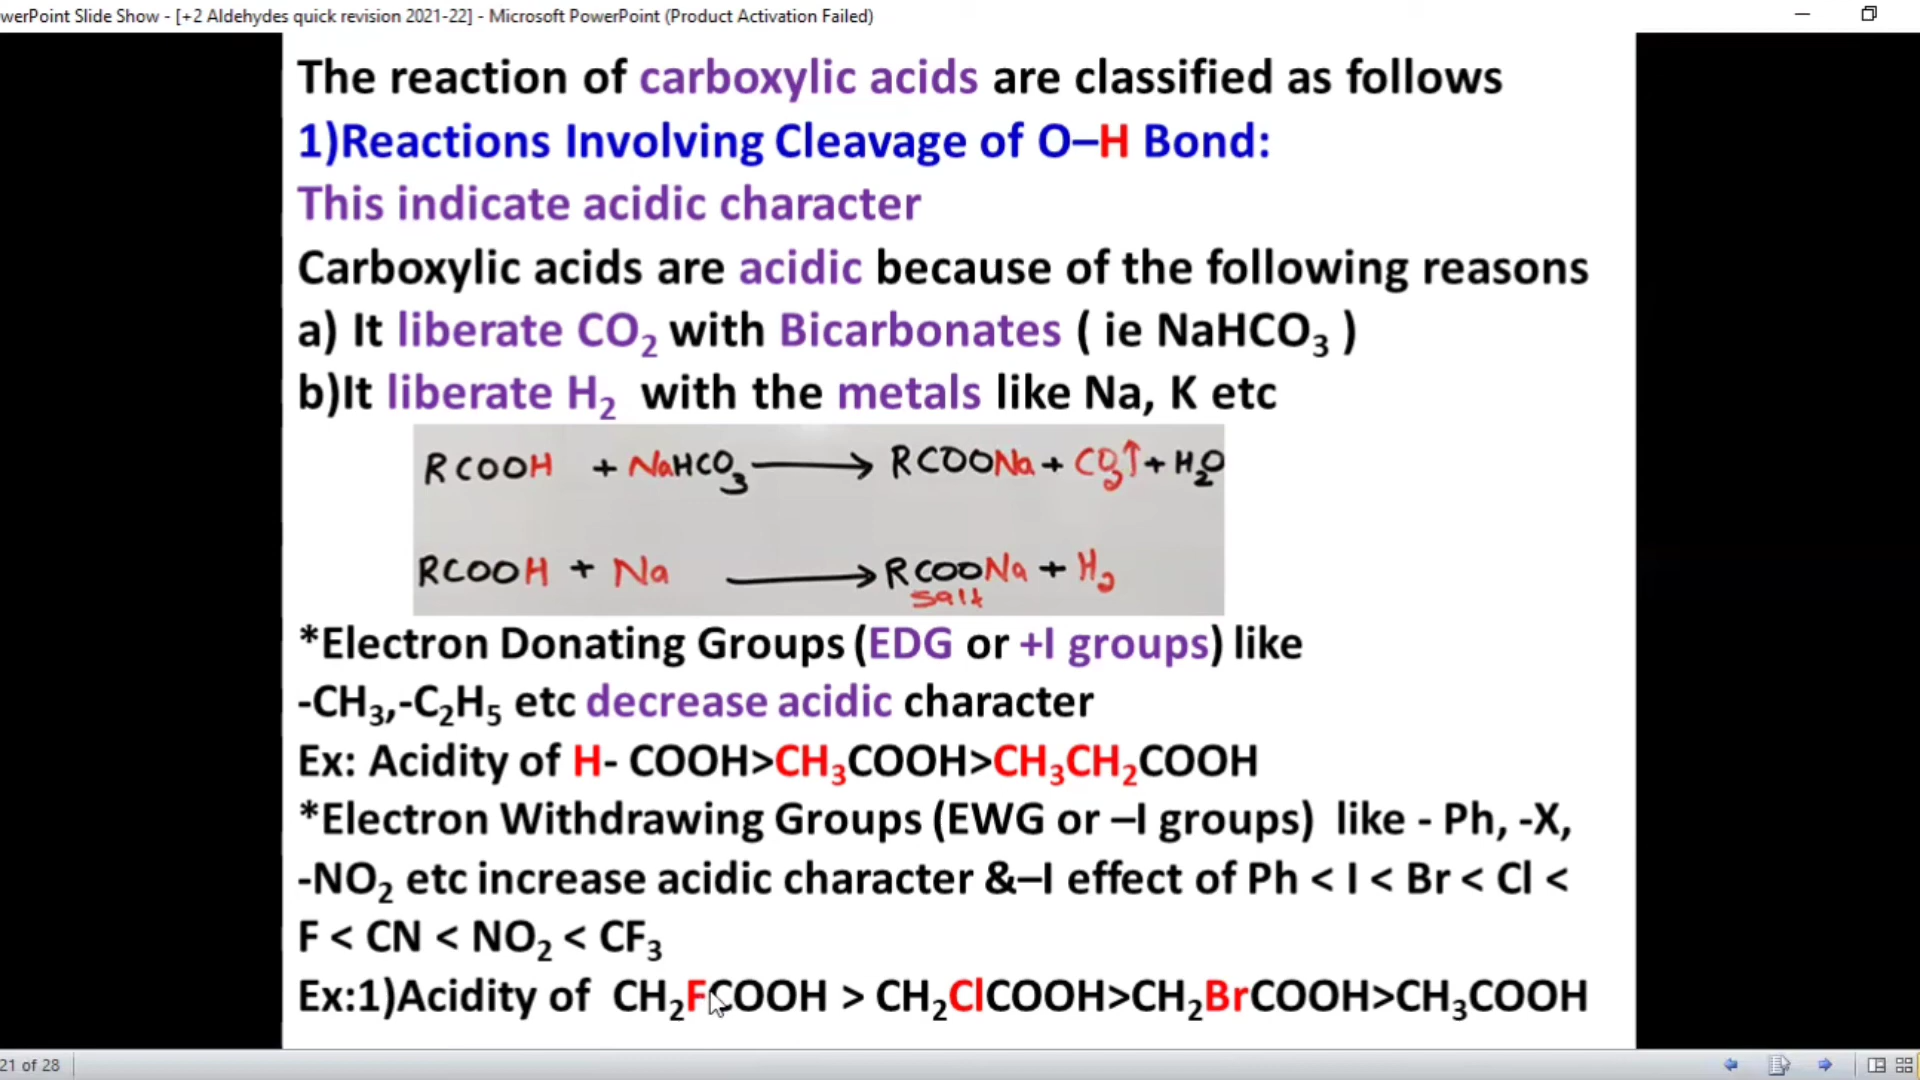 werPoint Slide Show - [+2 Aldehydes quick revision 2021-22] - Microsoft PowerPoint (Product Activation Failed)
The reaction of carboxylic acids are classified as follows
1)Reactions Involving Cleavage of O–H Bond:
This indicate acidic character
Carboxylic acids are acidic because of the following reasons
a) It liberate CO₂ with Bicarbonates ( ie NaHCO₃ )
b)It liberate H₂ with the metals like Na, K etc
RCOOH + NaHCO₃ ⟶ RCOONa + CO₂↑ + H₂O
RCOOH + Na ⟶ RCOONa + H₂
salt
*Electron Donating Groups (EDG or +I groups) like
-CH₃,-C₂H₅ etc decrease acidic character
Ex: Acidity of H- COOH>CH₃COOH>CH₃CH₂COOH
*Electron Withdrawing Groups (EWG or –I groups) like - Ph, -X,
-NO₂ etc increase acidic character &–I effect of Ph < I < Br < Cl <
F < CN < NO₂ < CF₃
Ex:1)Acidity of CH₂FCOOH > CH₂ClCOOH>CH₂BrCOOH>CH₃COOH
21 of 28